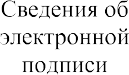 Сведения об
электронной
подписи